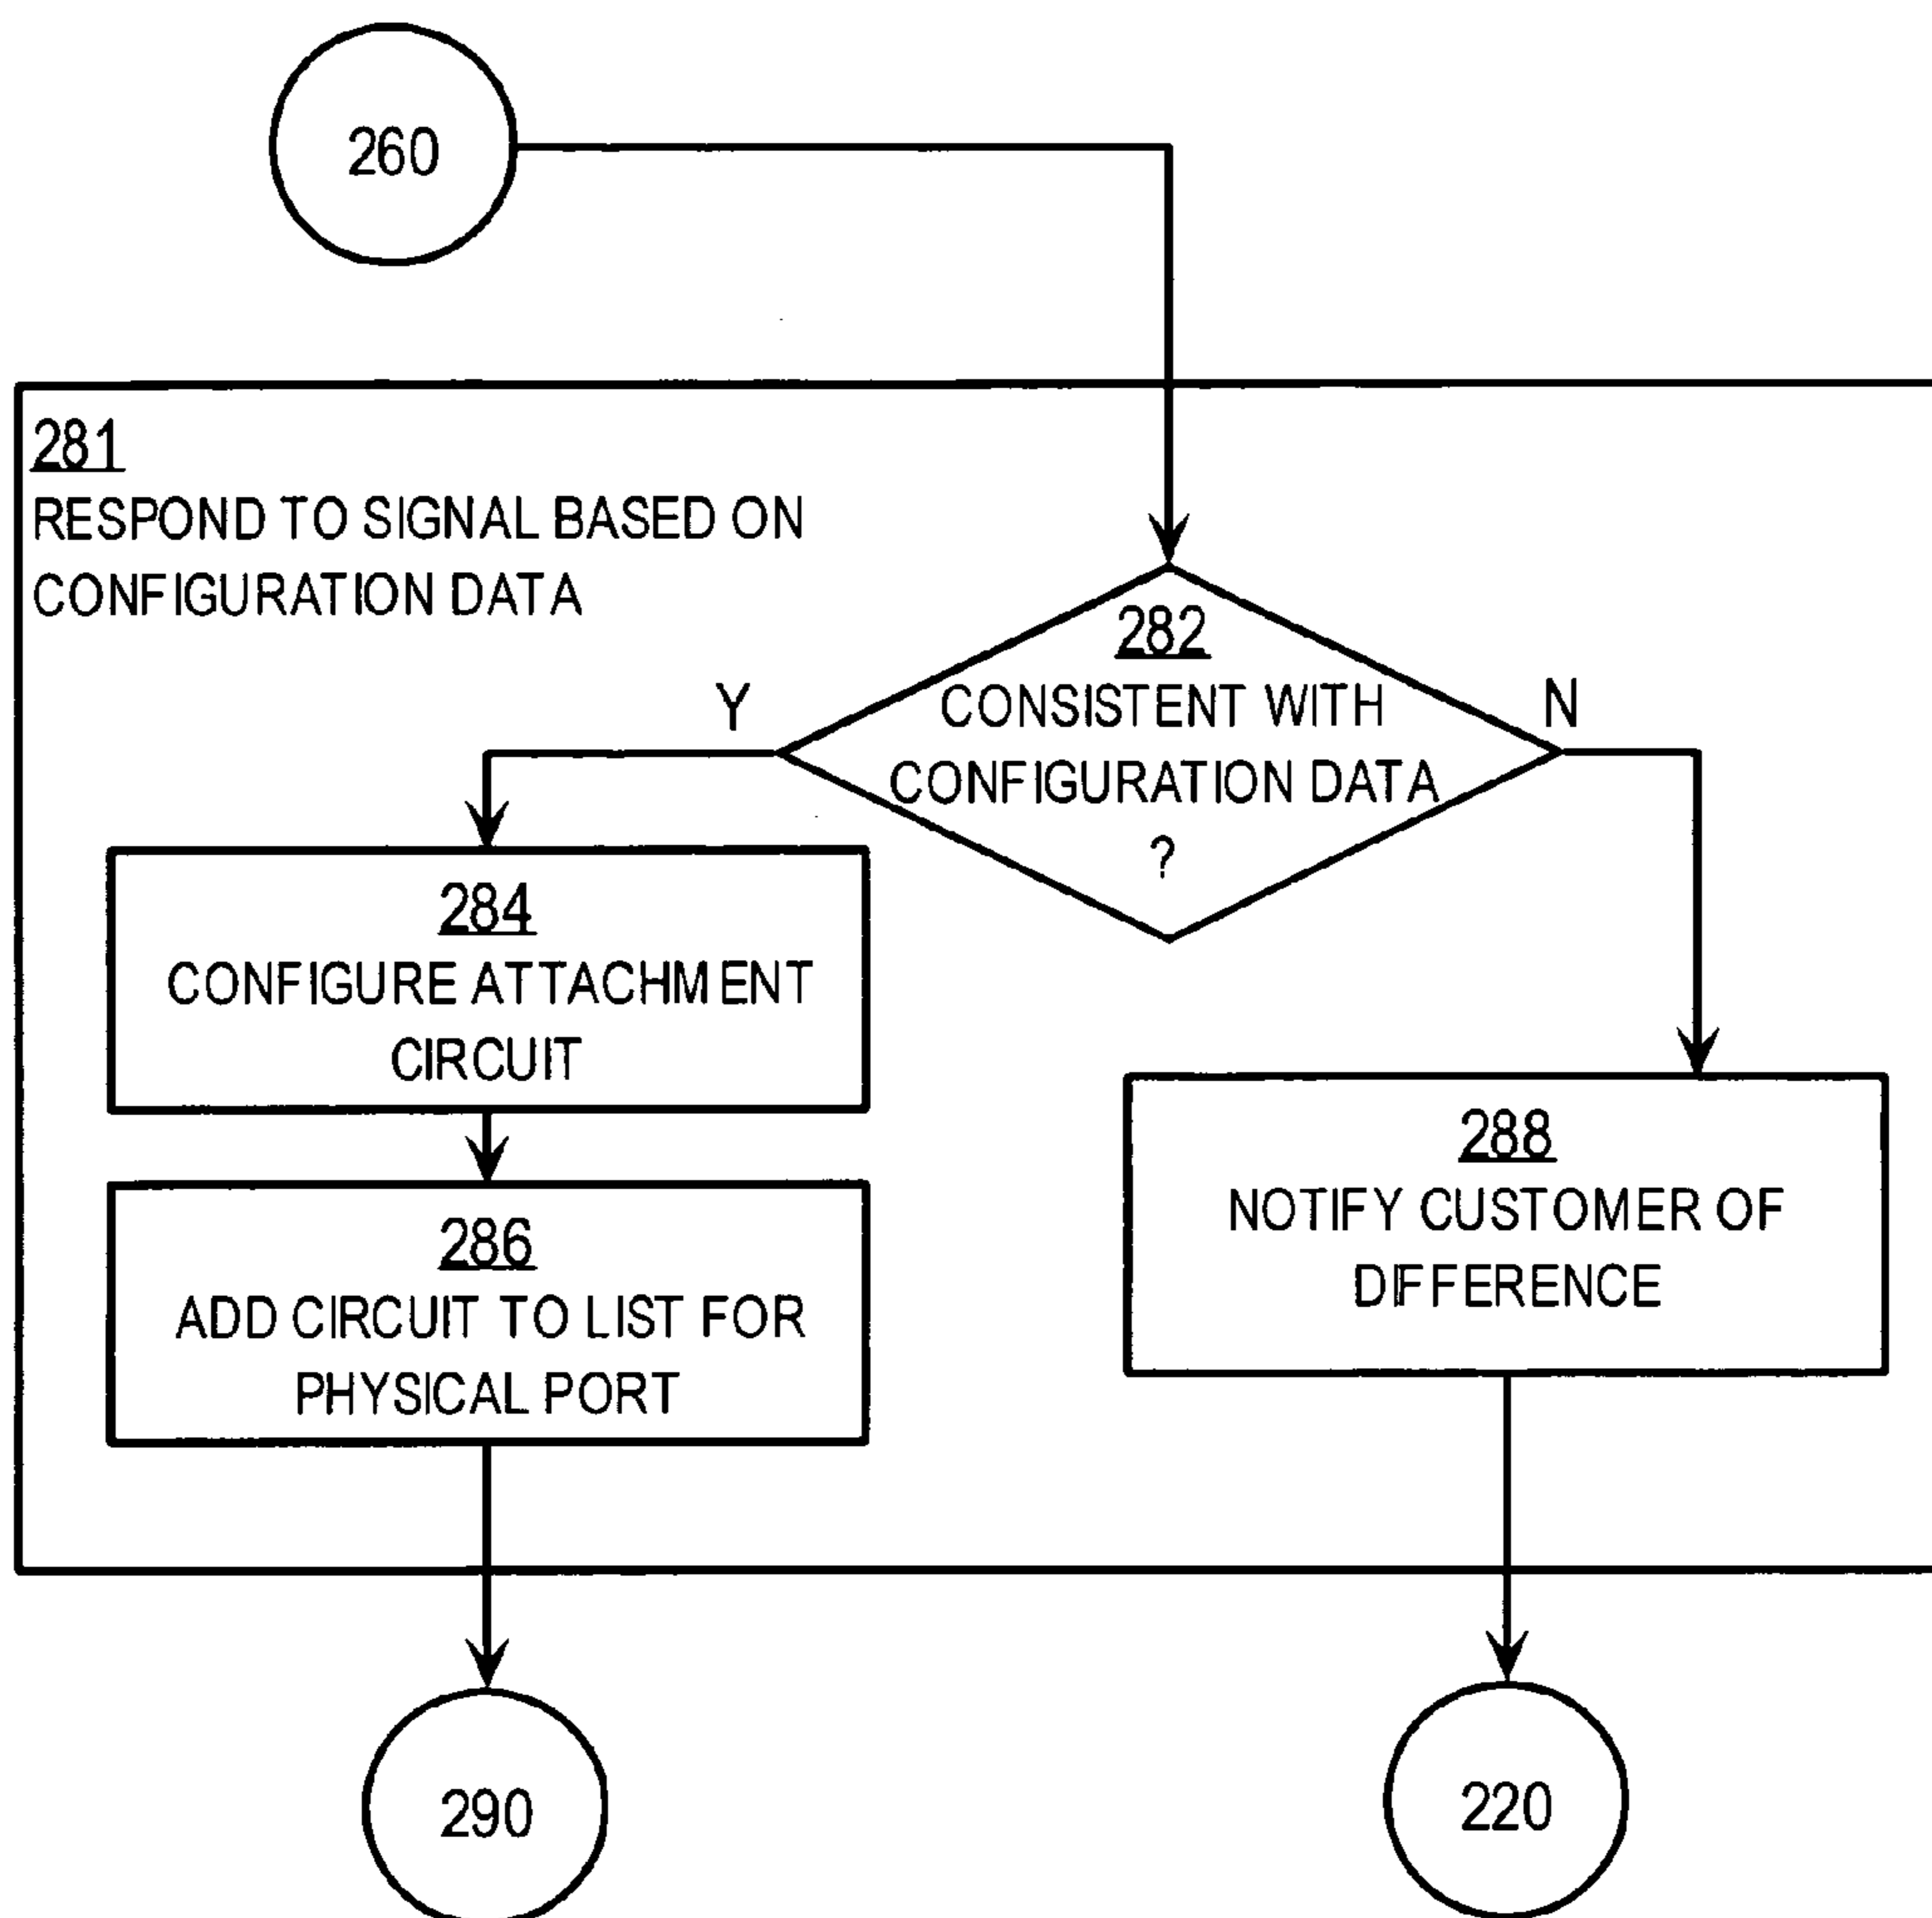 260
281
RESPOND TO SIGNAL BASED ON
CONFIGURATION DATA
282
CONSISTENT WITH
CONFIGURATION DATA
?
Y
N
284
CONFIGURE ATTACHMENT
CIRCUIT
286
ADD CIRCUIT TO LIST FOR
PHYSICAL PORT
288
NOTIFY CUSTOMER OF
DIFFERENCE
290
220